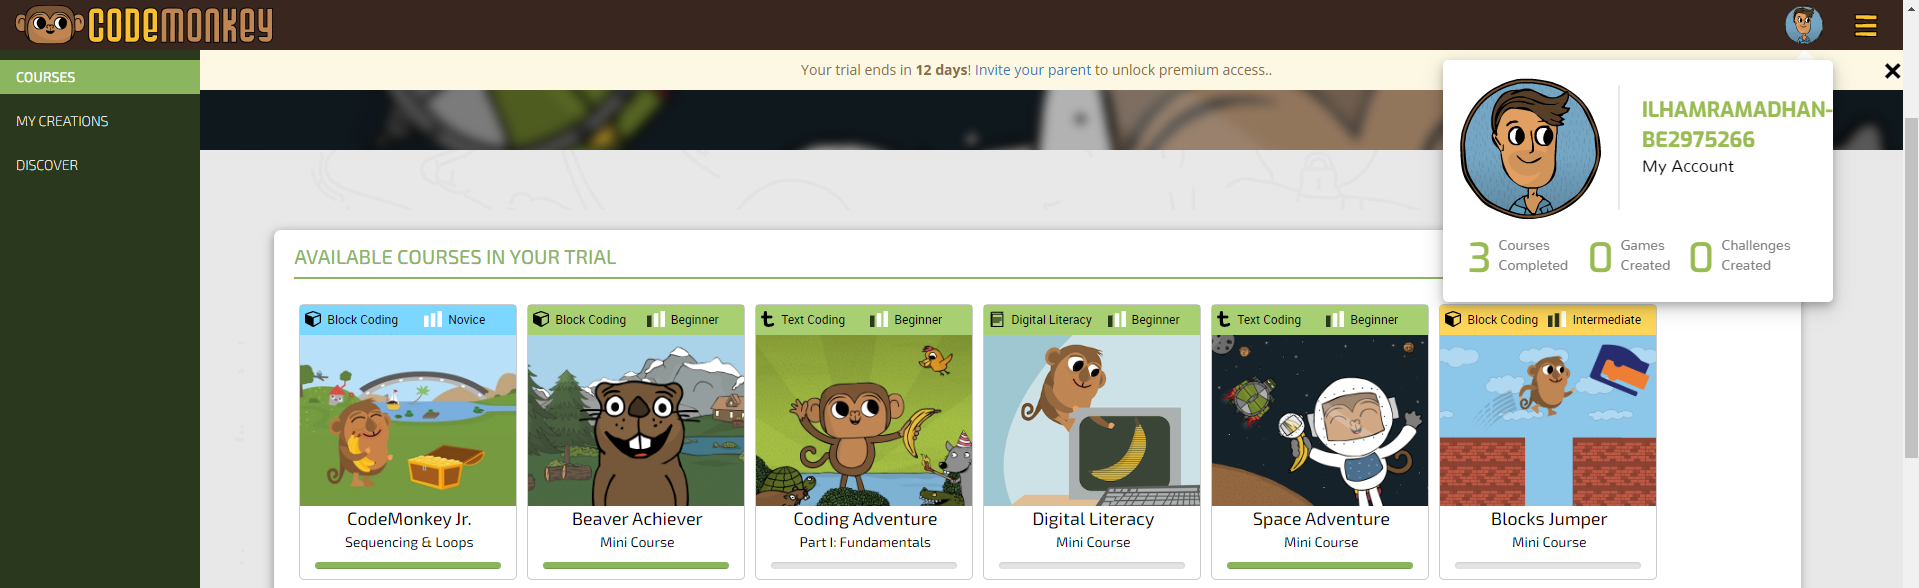 CODEMONKEY
COURSES
MY CREATIONS
DISCOVER
Your trial ends in 12 days! Invite your parent to unlock premium access..
ILHAMRAMADHAN-
BE2975266
My Account
3 Courses Completed
0 Games Created
0 Challenges Created
AVAILABLE COURSES IN YOUR TRIAL
Block Coding Novice
CodeMonkey Jr.
Sequencing & Loops
Block Coding Beginner
Beaver Achiever
Mini Course
Text Coding Beginner
Coding Adventure
Part I: Fundamentals
Digital Literacy Beginner
Digital Literacy
Mini Course
Text Coding Beginner
Space Adventure
Mini Course
Block Coding Intermediate
Blocks Jumper
Mini Course